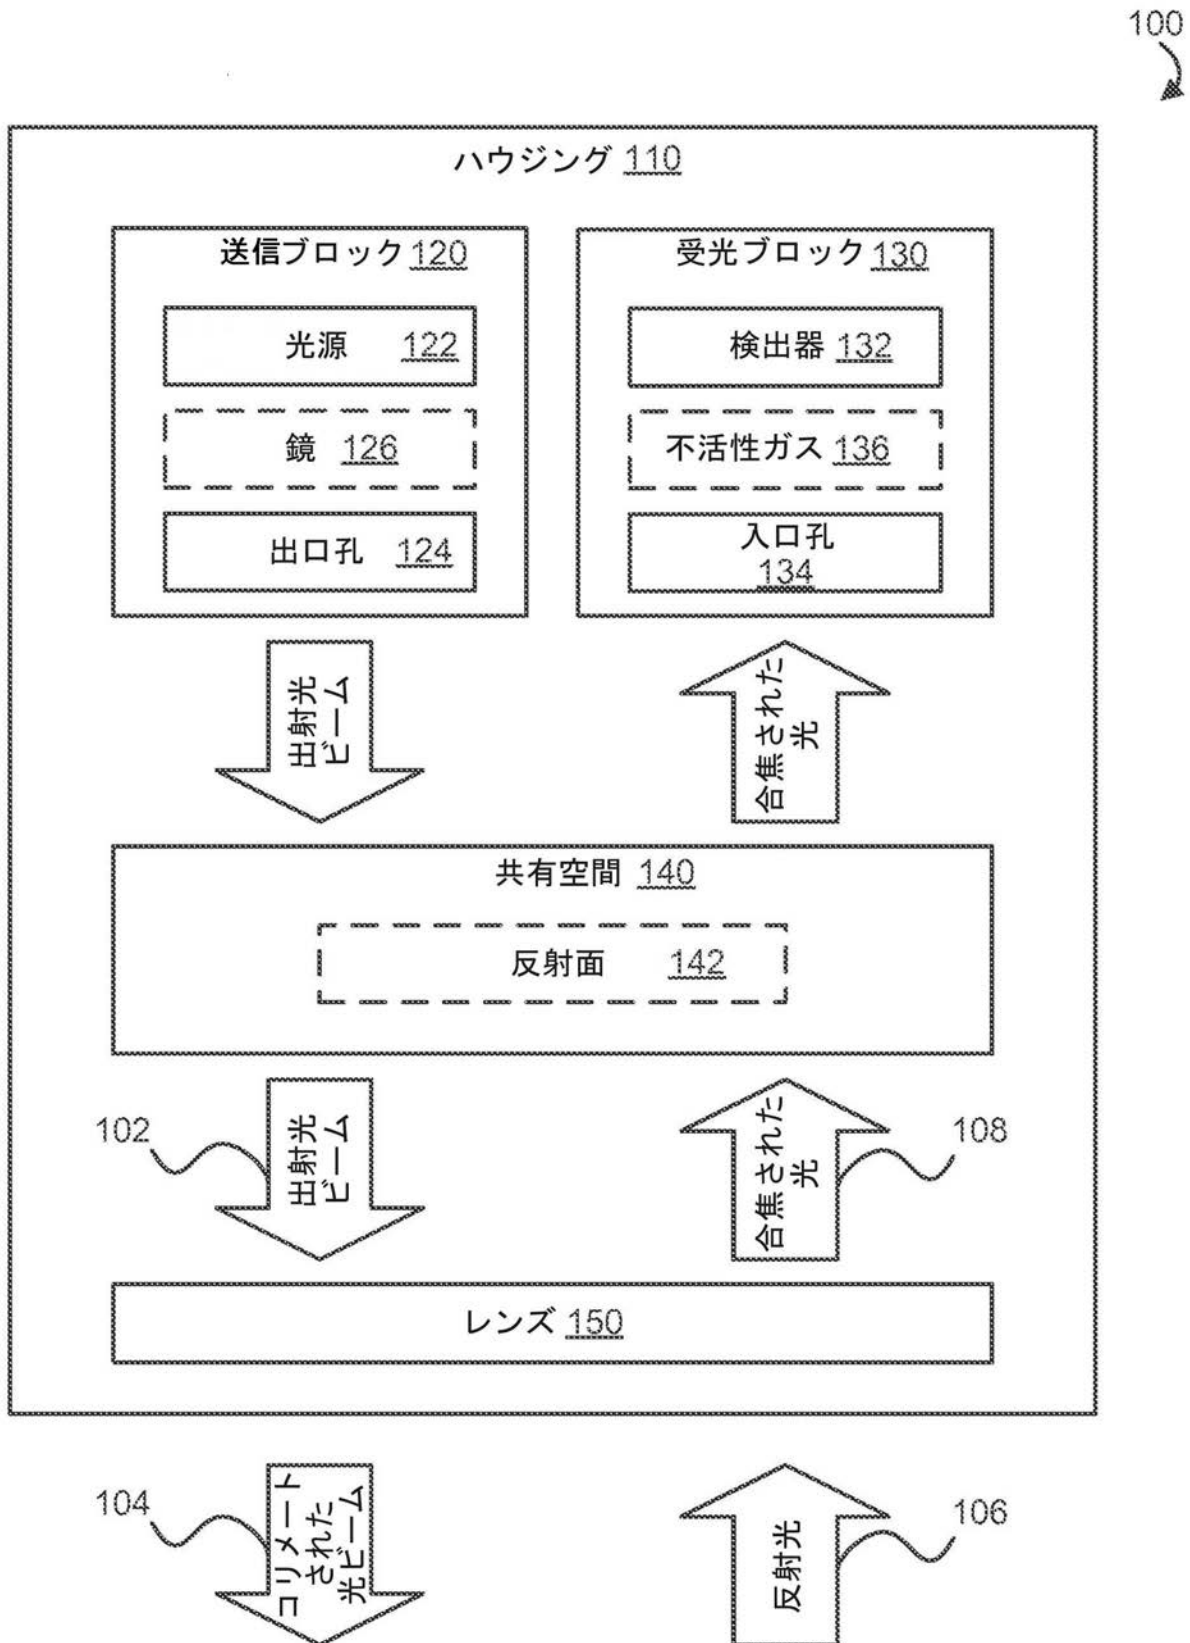 100
ハウジング 110
送信ブロック 120
光源 122
鏡 126
出口孔 124
受光ブロック 130
検出器 132
不活性ガス 136
入口孔
134
出射光
ビーム
合焦された
光
共有空間 140
反射面 142
102
出射光
ビーム
合焦された
光
108
レンズ 150
104
コリメート
された
光ビーム
反射光
106